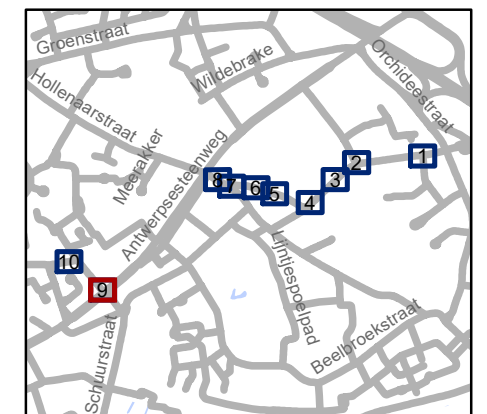 Groenstraat
Wildebrake
Orchideestraat
Hollenaarstraat
Meerakker
Antwerpsesteenweg
1
2
3
4
5
6
7
8
Lijntjespoelpad
10
9
Schuurstraat
Beelbroekstraat